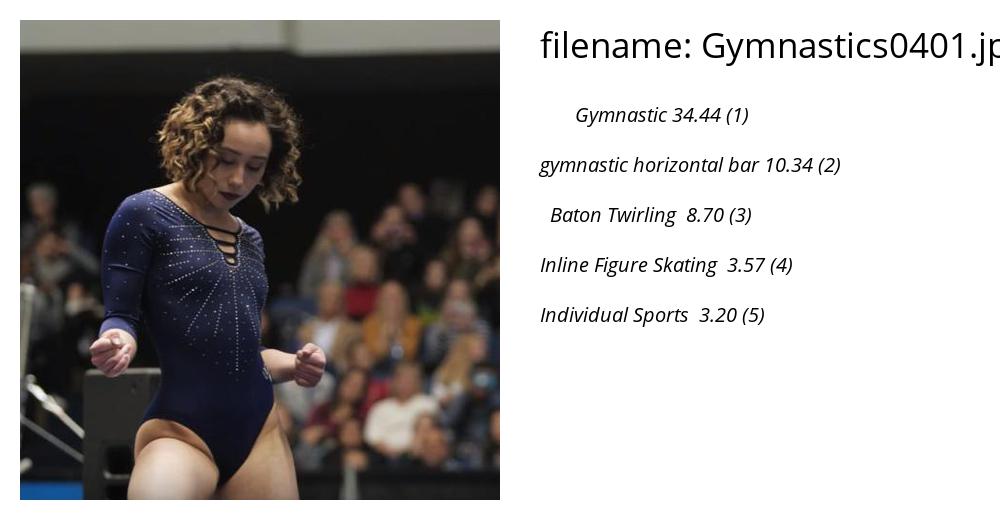 filename: Gymnastics0401.jp
Gymnastic 34.44 (1)
gymnastic horizontal bar 10.34 (2)
Baton Twirling 8.70 (3)
Inline Figure Skating 3.57 (4)
Individual Sports 3.20 (5)